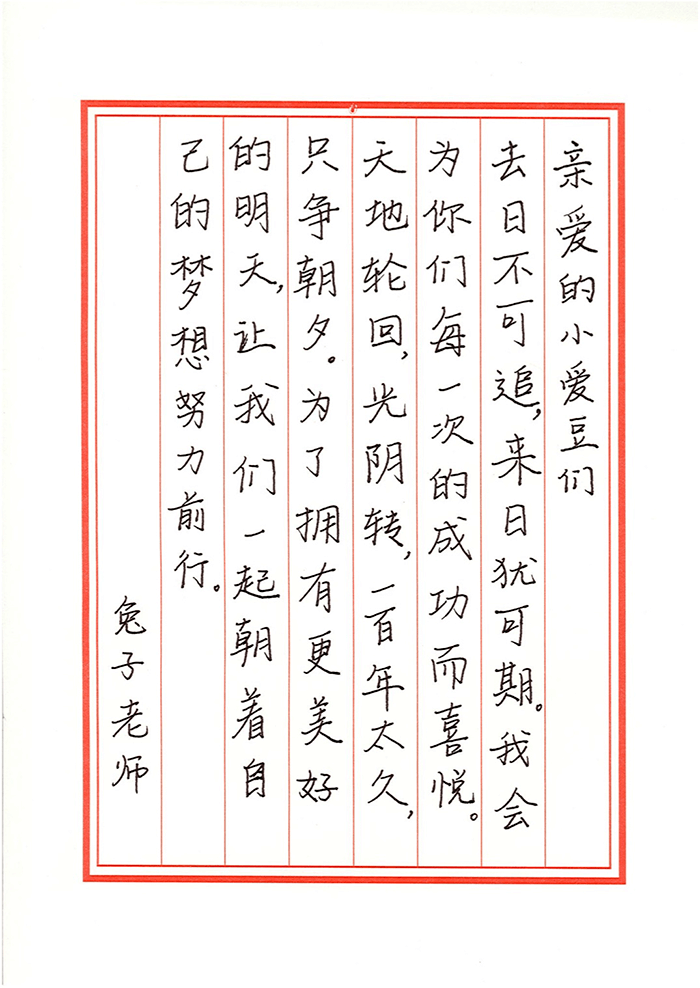 亲爱的小爱豆们
去日不可追,来日犹可期。我会
为你们每一次的成功而喜悦。
天地轮回,光阴转,一百年太久,
只争朝夕。为了拥有更美好
的明天,让我们一起朝着自
己的梦想努力前行。
兔子老师